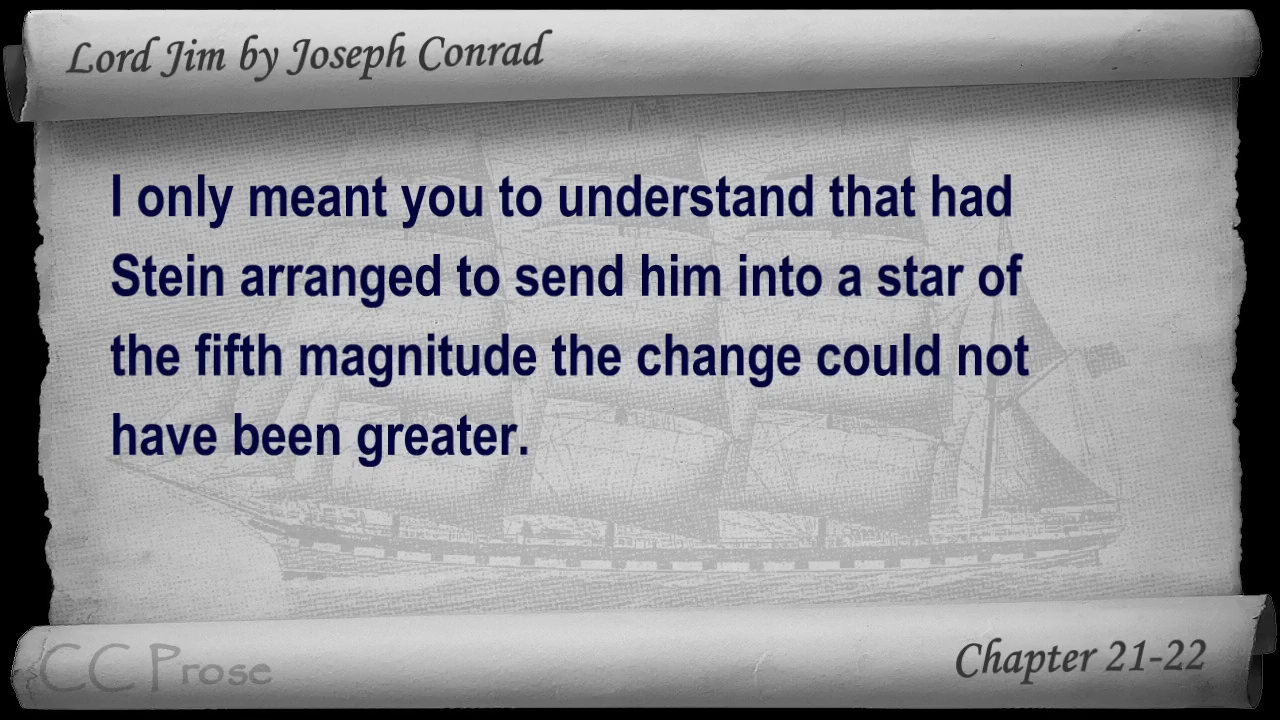 Lord Jim by Joseph Conrad
I only meant you to understand that had
Stein arranged to send him into a star of
the fifth magnitude the change could not
have been greater.
CC Prose
Chapter 21-22